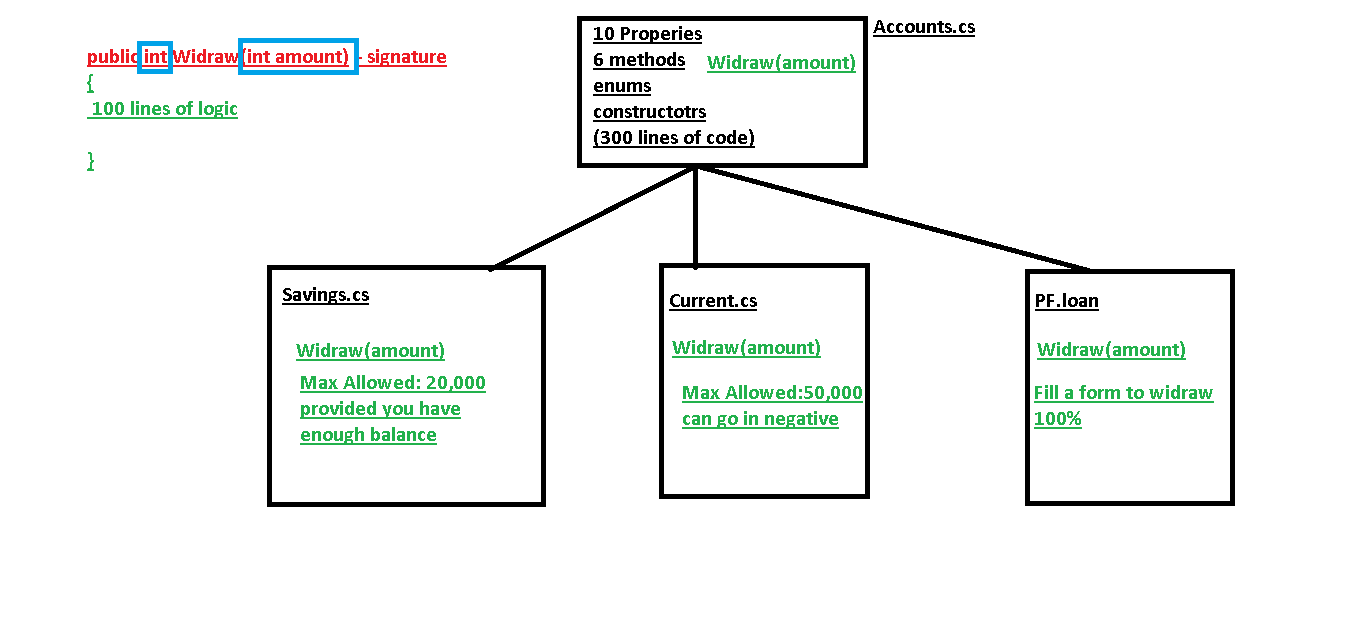 public int Widraw(int amount) - signature
{
100 lines of logic
}
Accounts.cs
10 Properies
6 methods
Widraw(amount)
enums
constructotrs
(300 lines of code)
Savings.cs
Widraw(amount)
Max Allowed: 20,000
provided you have
enough balance
Current.cs
Widraw(amount)
Max Allowed:50,000
can go in negative
PF.loan
Widraw(amount)
Fill a form to widraw
100%